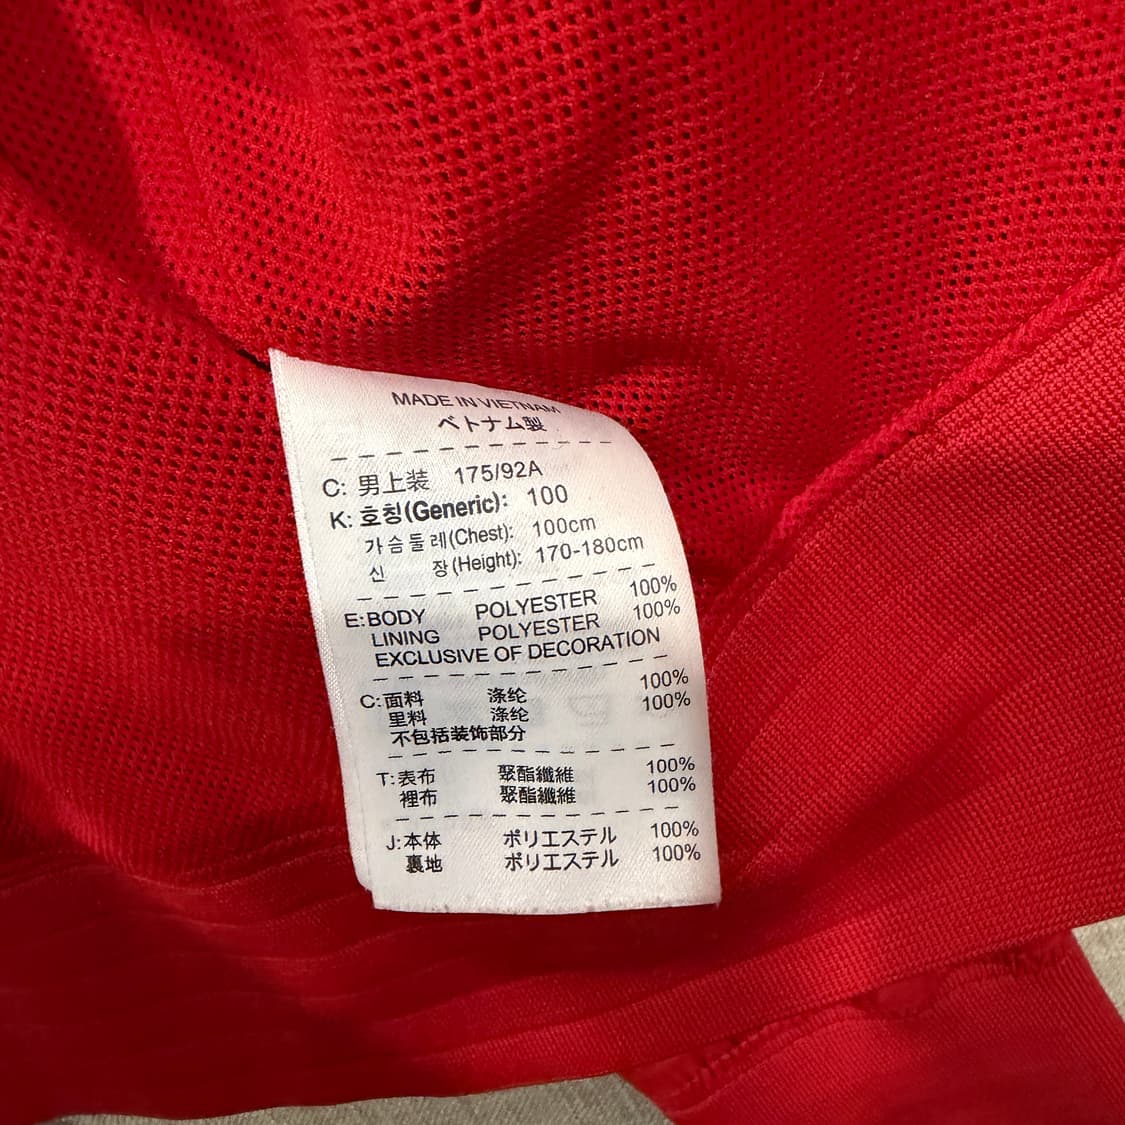 MADE IN VIETNAM
ベトナム製
C: 男上装 175/92A
K: 호칭(Generic): 100
가슴둘레(Chest): 100cm
신 장(Height): 170-180cm
E: BODY POLYESTER 100%
LINING POLYESTER 100%
EXCLUSIVE OF DECORATION
C: 面料 涤纶 100%
里料 涤纶 100%
不包括装饰部分
T: 表布 聚酯纖維 100%
裡布 聚酯纖維 100%
J: 本体 ポリエステル 100%
裏地 ポリエステル 100%